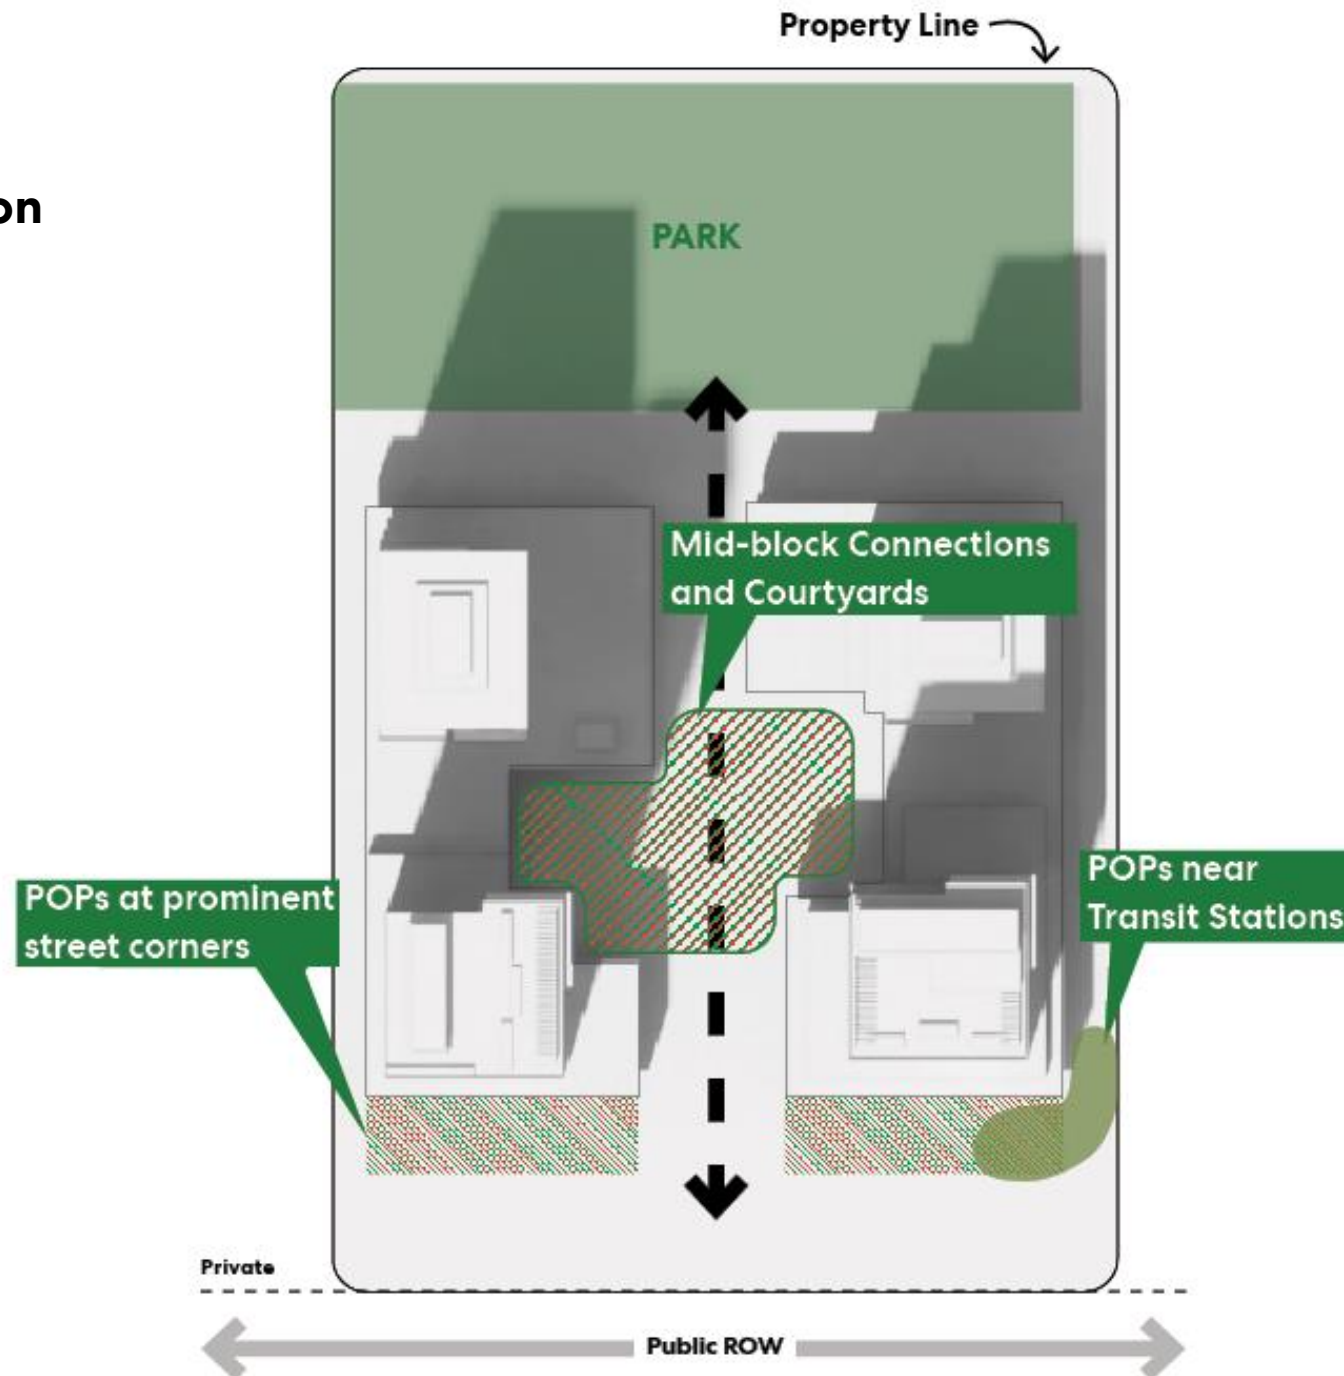 Property Line
on
PARK
Mid-block Connections
and Courtyards
POPs near
Transit Stations
POPs at prominent
street corners
Private
Public ROW